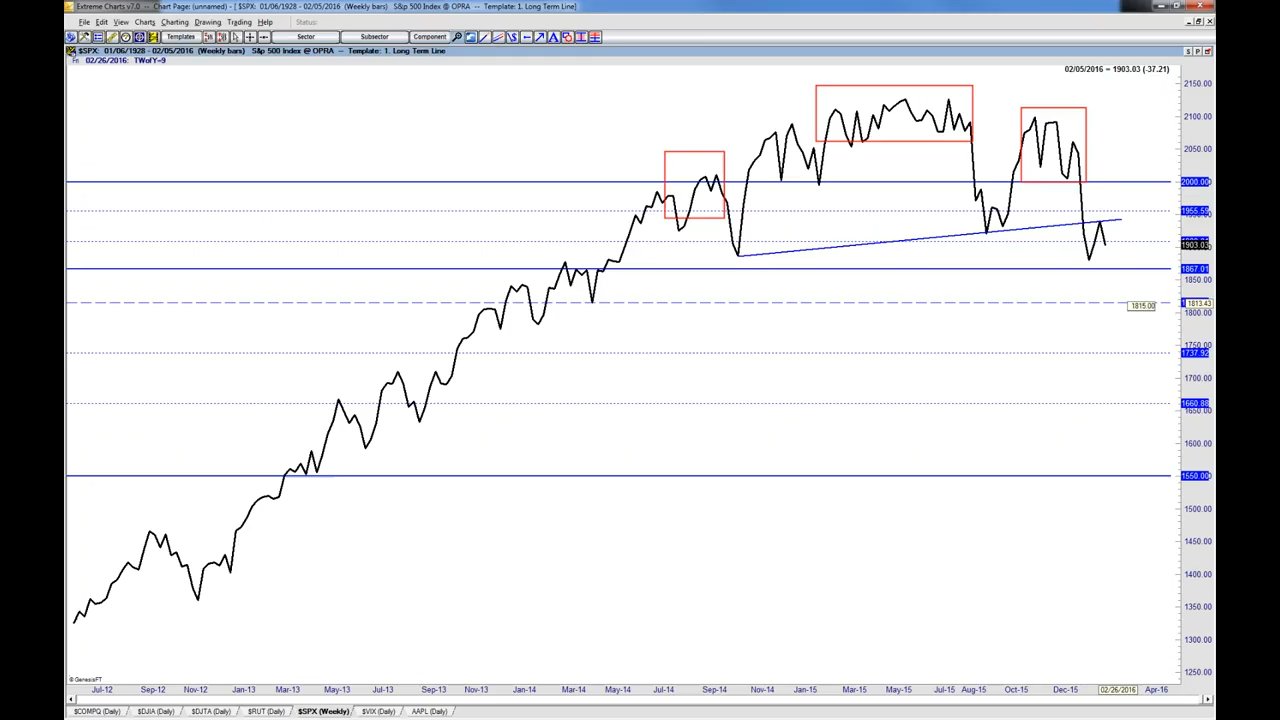 Extreme Charts v7.0 -- Chart Page: (unnamed) - [ $SPX: 01/06/1928 - 02/05/2016 (Weekly bars) S&p 500 Index @ OPRA -- Template: 1. Long Term Line]
File Edit View Charts Charting Drawing Trading Help Status:
Templates Sector Subsector Component
$SPX: 01/06/1928 - 02/05/2016 (Weekly bars) S&p 500 Index @ OPRA -- Template: 1. Long Term Line S P
Fri 02/26/2016: TWofY=9
02/05/2016 = 1903.03 (-37.21)
2150.00
2100.00
2050.00
2000.00
1955.59
1903.03
1867.01
1850.00
1815.00 1813.43
1800.00
1750.00
1737.92
1700.00
1660.88
1650.00
1600.00
1550.00
1500.00
1450.00
1400.00
1350.00
1300.00
1250.00
© GenesisFT
Jul-12 Sep-12 Nov-12 Jan-13 Mar-13 May-13 Jul-13 Sep-13 Nov-13 Jan-14 Mar-14 May-14 Jul-14 Sep-14 Nov-14 Jan-15 Mar-15 May-15 Jul-15 Aug-15 Oct-15 Dec-15 02/26/2016 Apr-16
$COMPQ (Daily) $DJIA (Daily) $DJTA (Daily) $RUT (Daily) $SPX (Weekly) $VIX (Daily) AAPL (Daily)